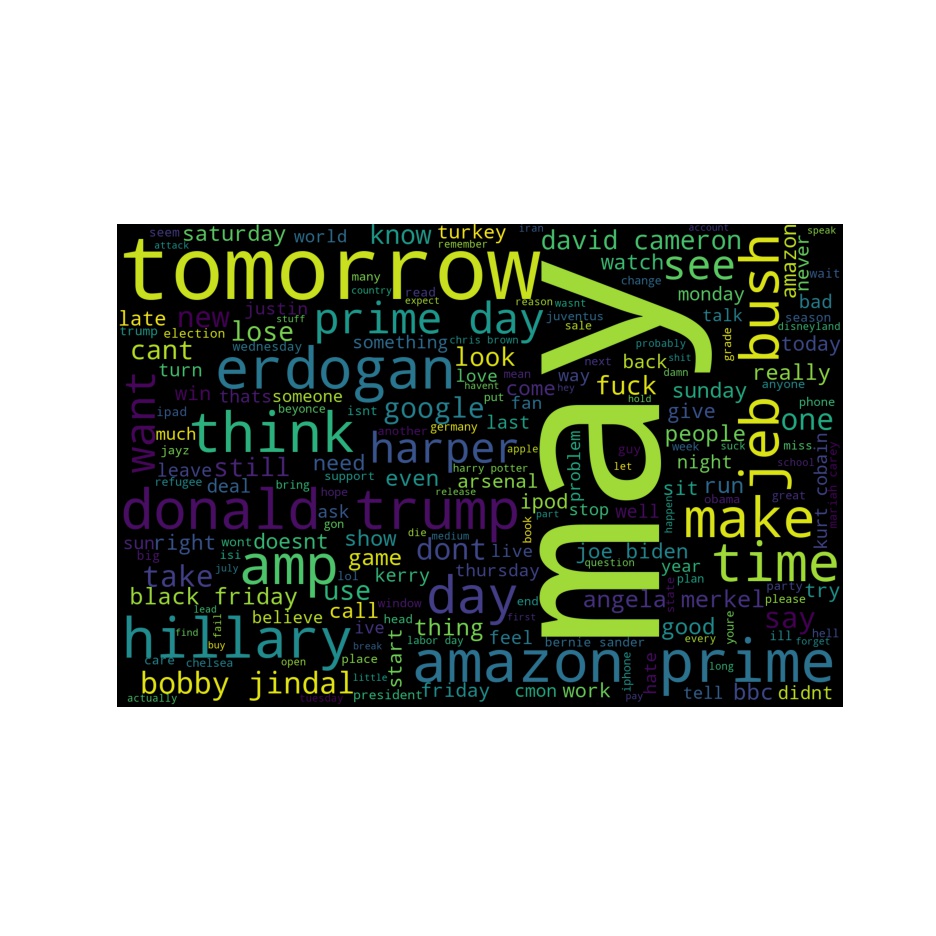 seem
saturday
world
know
turkey
iran
account
speak
attack
remember
david cameron
amazon
never
tomorrow
many
country
read
expect
reason
wasnt
watch
see
change
wait
monday
bad
late
new
justin
stuff
prime day
juventus
sale
talk
season
trump
election
lose
something
chris brown
probably
grade
disneyland
today
wednesday
cant
turn
erdogan
look
love
mean
next
back
shit
damn
bush
really
may
way
come
hey
fuck
sunday
anyone
ipad
win
thats
someone
havent
put
hold
want
beyonce
isnt
google
fan
last
give
phone
one
much
jayz
think
another
germany
people
week
suck
miss
harper
apple
problem
guy
let
night
school
jeb
kurt cobain
marian carey
leave
still
need
harry potter
refugee
deal
bring
support
even
arsenal
sit
run
hope
release
obama
great
donald trump
ipod
part
stop
well
happen
make
ask
gon
book
sun
right
wont
doesnt
show
die
medium
big
isi
amp
game
dont
live
joe biden
question
year
time
july
lol
kerry
thursday
plan
take
use
try
black friday
window
day
end
angela merkel
state
party
please
lead
fail
believe
call
head
first
say
hillary
ive
thing
feel
bernie sander
good
youre
ill
hell
find
buy
labor day
every
forget
break
care
chelsea
open
place
start
amazon prime
long
bobby jindal
little
iphone
hate
president
friday
cmon
work
pay
tell
bbc
didnt
actually
tuesday